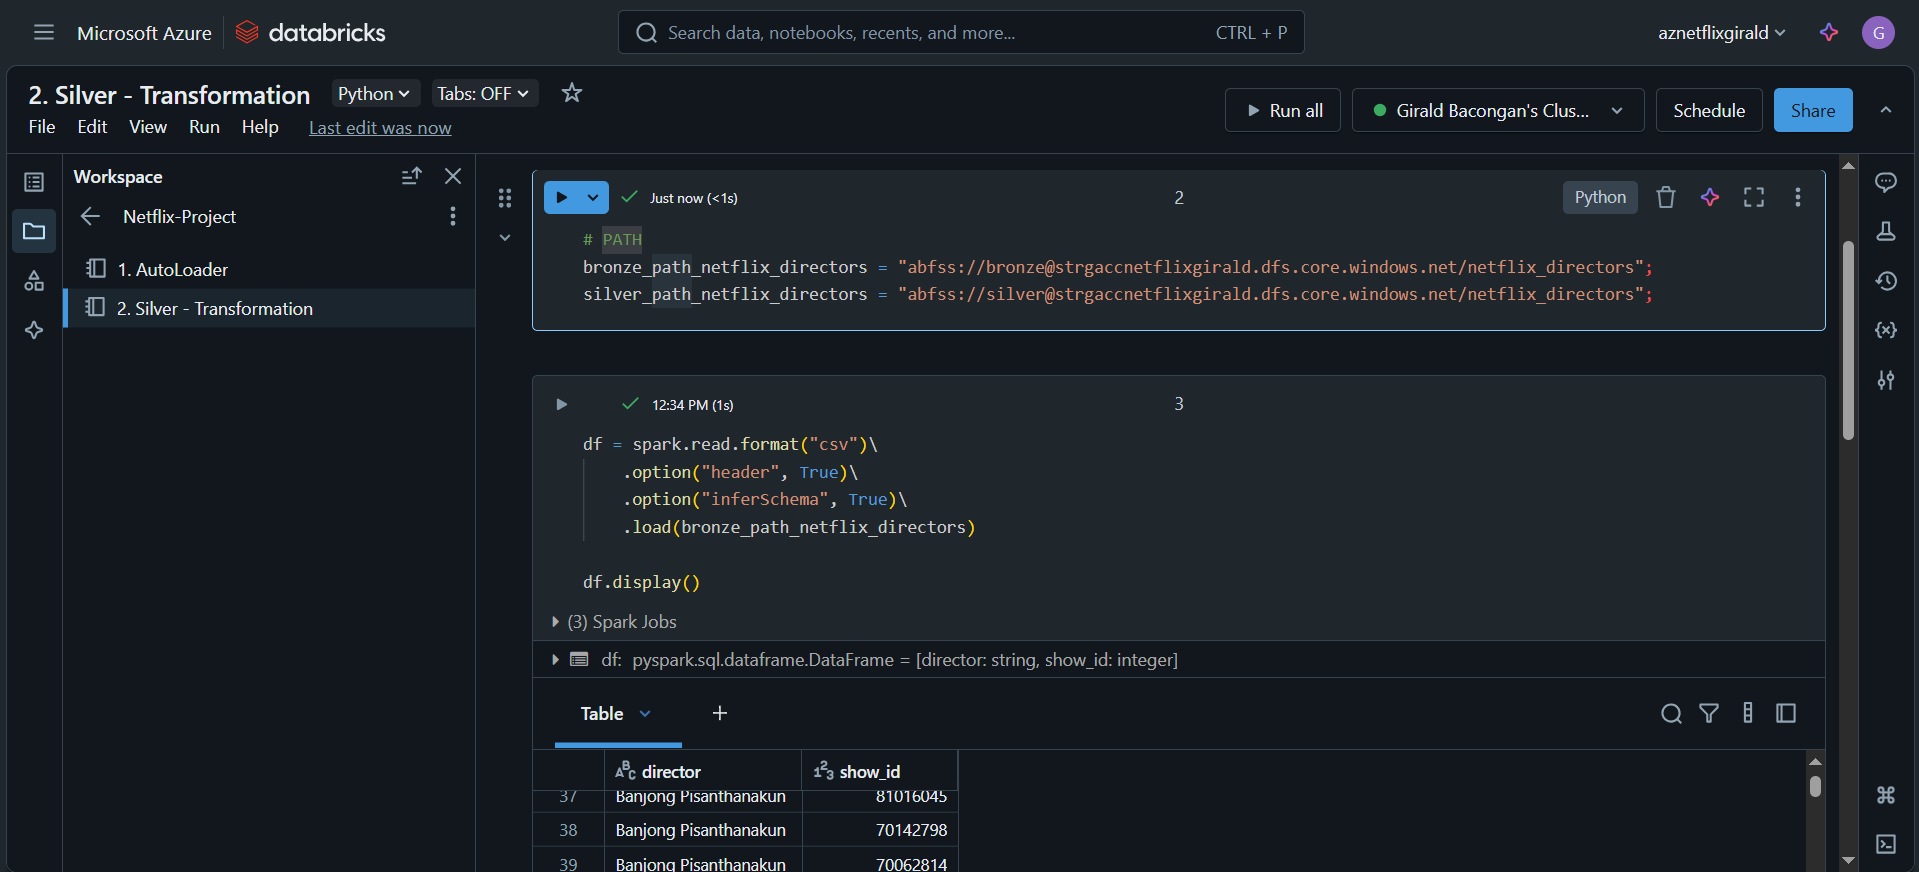 Microsoft Azure
databricks
Search data, notebooks, recents, and more...
CTRL + P
aznetflixgirald
G
2. Silver - Transformation
Python
Tabs: OFF
File
Edit
View
Run
Help
Last edit was now
Run all
Girald Bacongan's Clus...
Schedule
Share
Workspace
Netflix-Project
1. AutoLoader
2. Silver - Transformation
Just now (<1s)
2
Python
# PATH
bronze_path_netflix_directors = "abfss://bronze@strgaccnetflixgirald.dfs.core.windows.net/netflix_directors";
silver_path_netflix_directors = "abfss://silver@strgaccnetflixgirald.dfs.core.windows.net/netflix_directors";
12:34 PM (1s)
3
df = spark.read.format("csv")\
.option("header", True)\
.option("inferSchema", True)\
.load(bronze_path_netflix_directors)
df.display()
(3) Spark Jobs
df: pyspark.sql.dataframe.DataFrame = [director: string, show_id: integer]
Table
+
director
show_id
37 Banjong Pisanthanakun 81016045
38 Banjong Pisanthanakun 70142798
39 Banjong Pisanthanakun 70062814